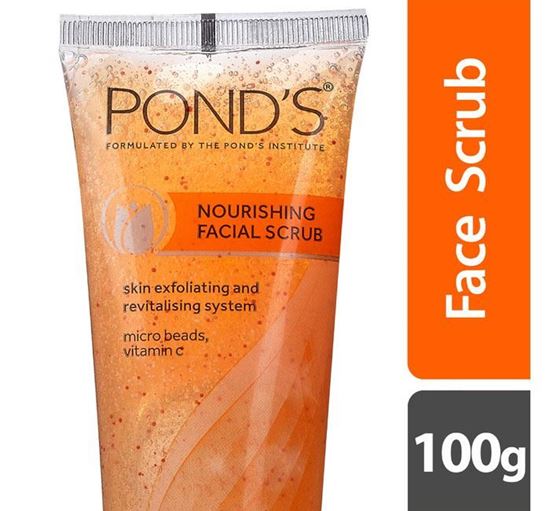 POND'S®
FORMULATED BY THE POND'S INSTITUTE
NOURISHING
FACIAL SCRUB
skin exfoliating and
revitalising system
micro beads,
vitamin c
Face Scrub
100g